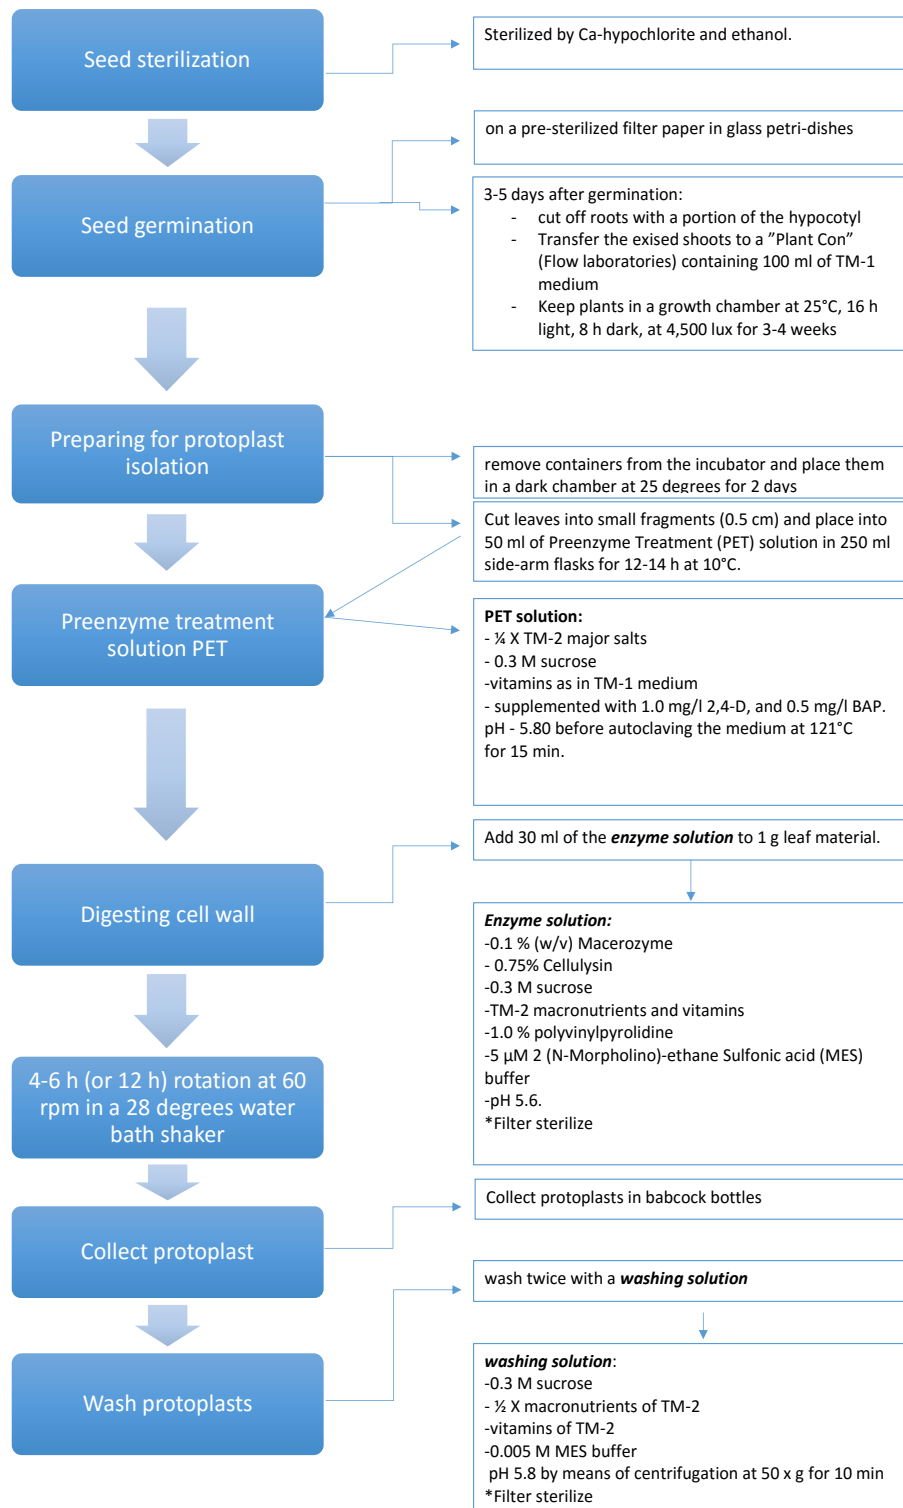 Seed sterilization
Sterilized by Ca-hypochlorite and ethanol.
Seed germination
on a pre-sterilized filter paper in glass petri-dishes
3-5 days after germination:
- cut off roots with a portion of the hypocotyl
- Transfer the exised shoots to a ”Plant Con”
(Flow laboratories) containing 100 ml of TM-1
medium
- Keep plants in a growth chamber at 25°C, 16 h
light, 8 h dark, at 4,500 lux for 3-4 weeks
Preparing for protoplast
isolation
remove containers from the incubator and place them
in a dark chamber at 25 degrees for 2 days
Cut leaves into small fragments (0.5 cm) and place into
50 ml of Preenzyme Treatment (PET) solution in 250 ml
side-arm flasks for 12-14 h at 10°C.
Preenzyme treatment
solution PET
PET solution:
- ¼ X TM-2 major salts
- 0.3 M sucrose
-vitamins as in TM-1 medium
- supplemented with 1.0 mg/l 2,4-D, and 0.5 mg/l BAP.
pH - 5.80 before autoclaving the medium at 121°C
for 15 min.
Digesting cell wall
Add 30 ml of the enzyme solution to 1 g leaf material.
Enzyme solution:
-0.1 % (w/v) Macerozyme
- 0.75% Cellulysin
-0.3 M sucrose
-TM-2 macronutrients and vitamins
-1.0 % polyvinylpyrolidine
-5 µM 2 (N-Morpholino)-ethane Sulfonic acid (MES)
buffer
-pH 5.6.
*Filter sterilize
4-6 h (or 12 h) rotation at 60
rpm in a 28 degrees water
bath shaker
Collect protoplast
Collect protoplasts in babcock bottles
Wash protoplasts
wash twice with a washing solution
washing solution:
-0.3 M sucrose
- ½ X macronutrients of TM-2
-vitamins of TM-2
-0.005 M MES buffer
pH 5.8 by means of centrifugation at 50 x g for 10 min
*Filter sterilize